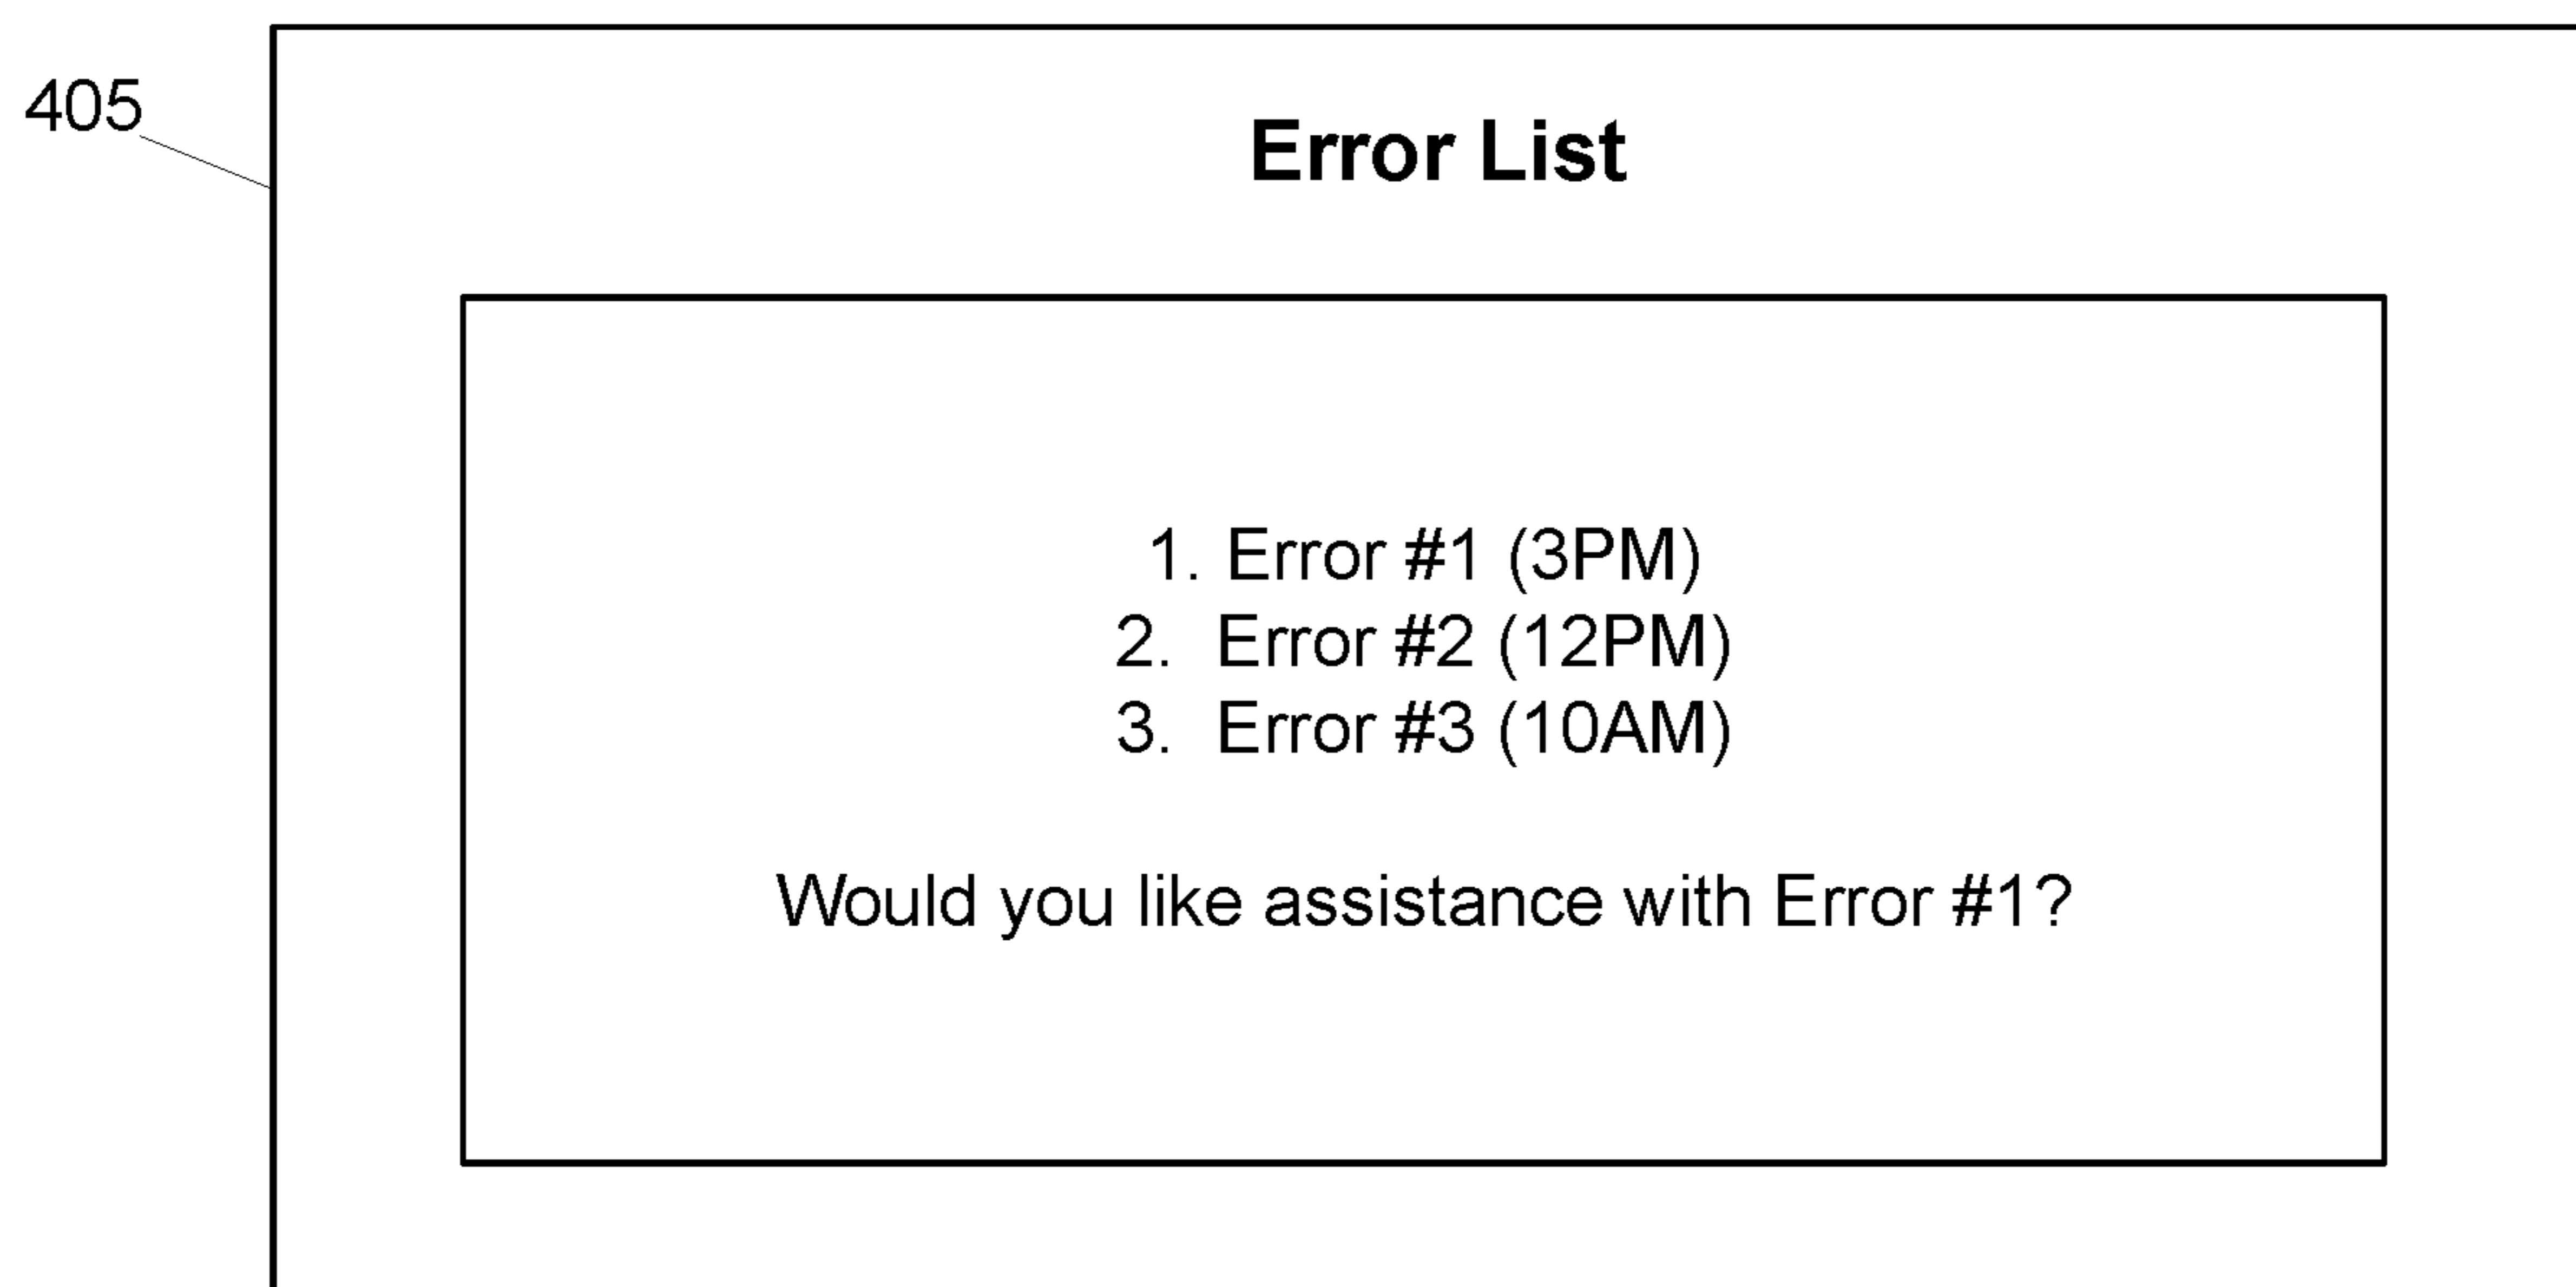 405
Error List
1. Error #1 (3PM)
2. Error #2 (12PM)
3. Error #3 (10AM)
Would you like assistance with Error #1?